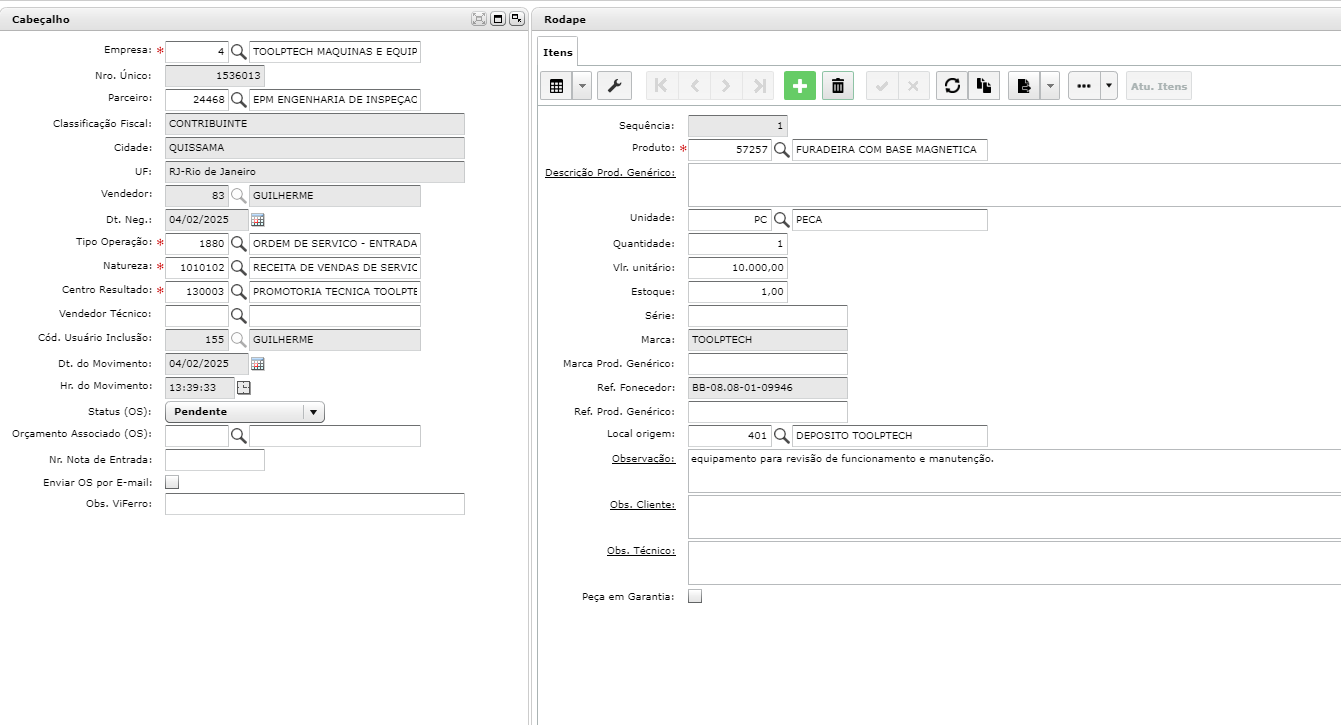 Cabeçalho
Empresa: * 4 TOOLPTECH MAQUINAS E EQUIP
Nro. Único: 1536013
Parceiro: 24468 EPM ENGENHARIA DE INSPEÇAC
Classificação Fiscal: CONTRIBUINTE
Cidade: QUISSAMA
UF: RJ-Rio de Janeiro
Vendedor: 83 GUILHERME
Dt. Neg.: 04/02/2025
Tipo Operação: * 1880 ORDEM DE SERVICO - ENTRADA
Natureza: * 1010102 RECEITA DE VENDAS DE SERVIC
Centro Resultado: * 130003 PROMOTORIA TECNICA TOOLPTE
Vendedor Técnico:
Cód. Usuário Inclusão: 155 GUILHERME
Dt. do Movimento: 04/02/2025
Hr. do Movimento: 13:39:33
Status (OS): Pendente
Orçamento Associado (OS):
Nr. Nota de Entrada:
Enviar OS por E-mail:
Obs. ViFerro:
Rodape
Itens
Atu. Itens
Sequência: 1
Produto: * 57257 FURADEIRA COM BASE MAGNETICA
Descrição Prod. Genérico:
Unidade: PC PECA
Quantidade: 1
Vlr. unitário: 10.000,00
Estoque: 1,00
Série:
Marca: TOOLPTECH
Marca Prod. Genérico:
Ref. Fonecedor: BB-08.08-01-09946
Ref. Prod. Genérico:
Local origem: 401 DEPOSITO TOOLPTECH
Observação: equipamento para revisão de funcionamento e manutenção.
Obs. Cliente:
Obs. Técnico:
Peça em Garantia: